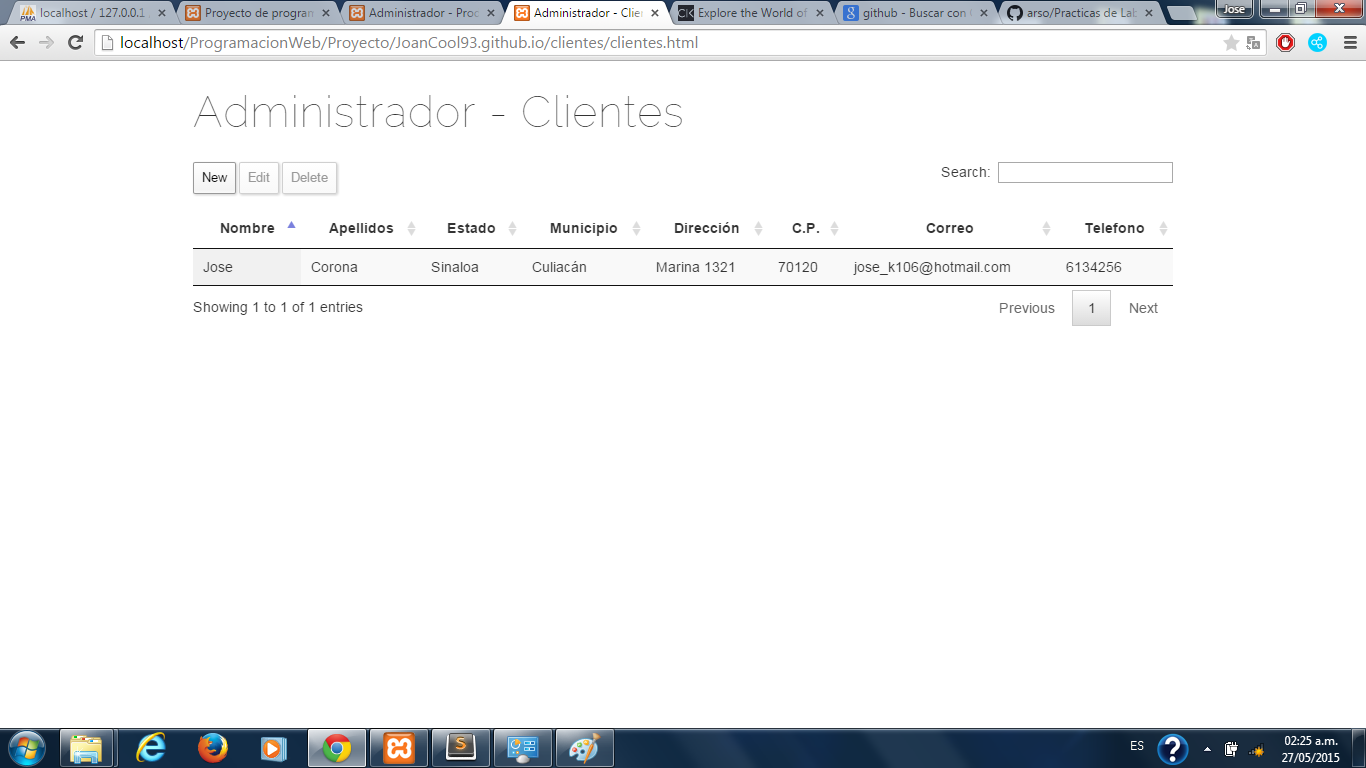 localhost / 127.0.0.1 Proyecto de program Administrador - Proc Administrador - Clie Explore the World of github - Buscar con arso/Practicas de Lab Jose
localhost/ProgramacionWeb/Proyecto/JoanCool93.github.io/clientes/clientes.html
Administrador - Clientes
New Edit Delete Search:
Nombre Apellidos Estado Municipio Dirección C.P. Correo Telefono
Jose Corona Sinaloa Culiacán Marina 1321 70120 jose_k106@hotmail.com 6134256
Showing 1 to 1 of 1 entries Previous 1 Next
ES 02:25 a.m.
27/05/2015